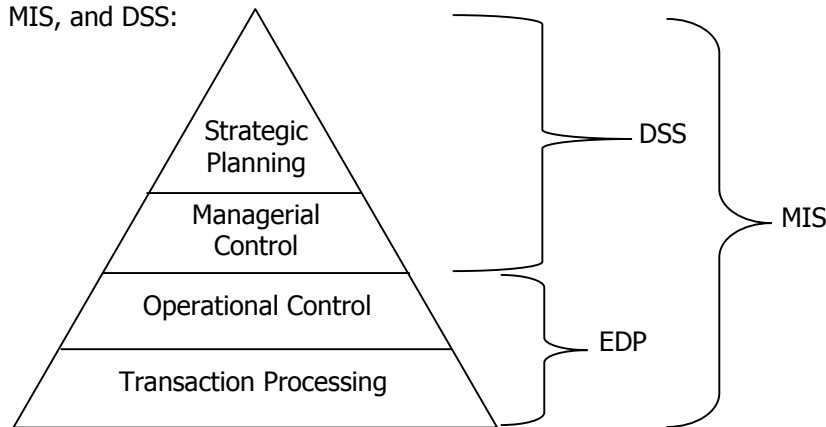 MIS, and DSS:
Strategic
Planning
DSS
Managerial
Control
MIS
Operational Control
EDP
Transaction Processing